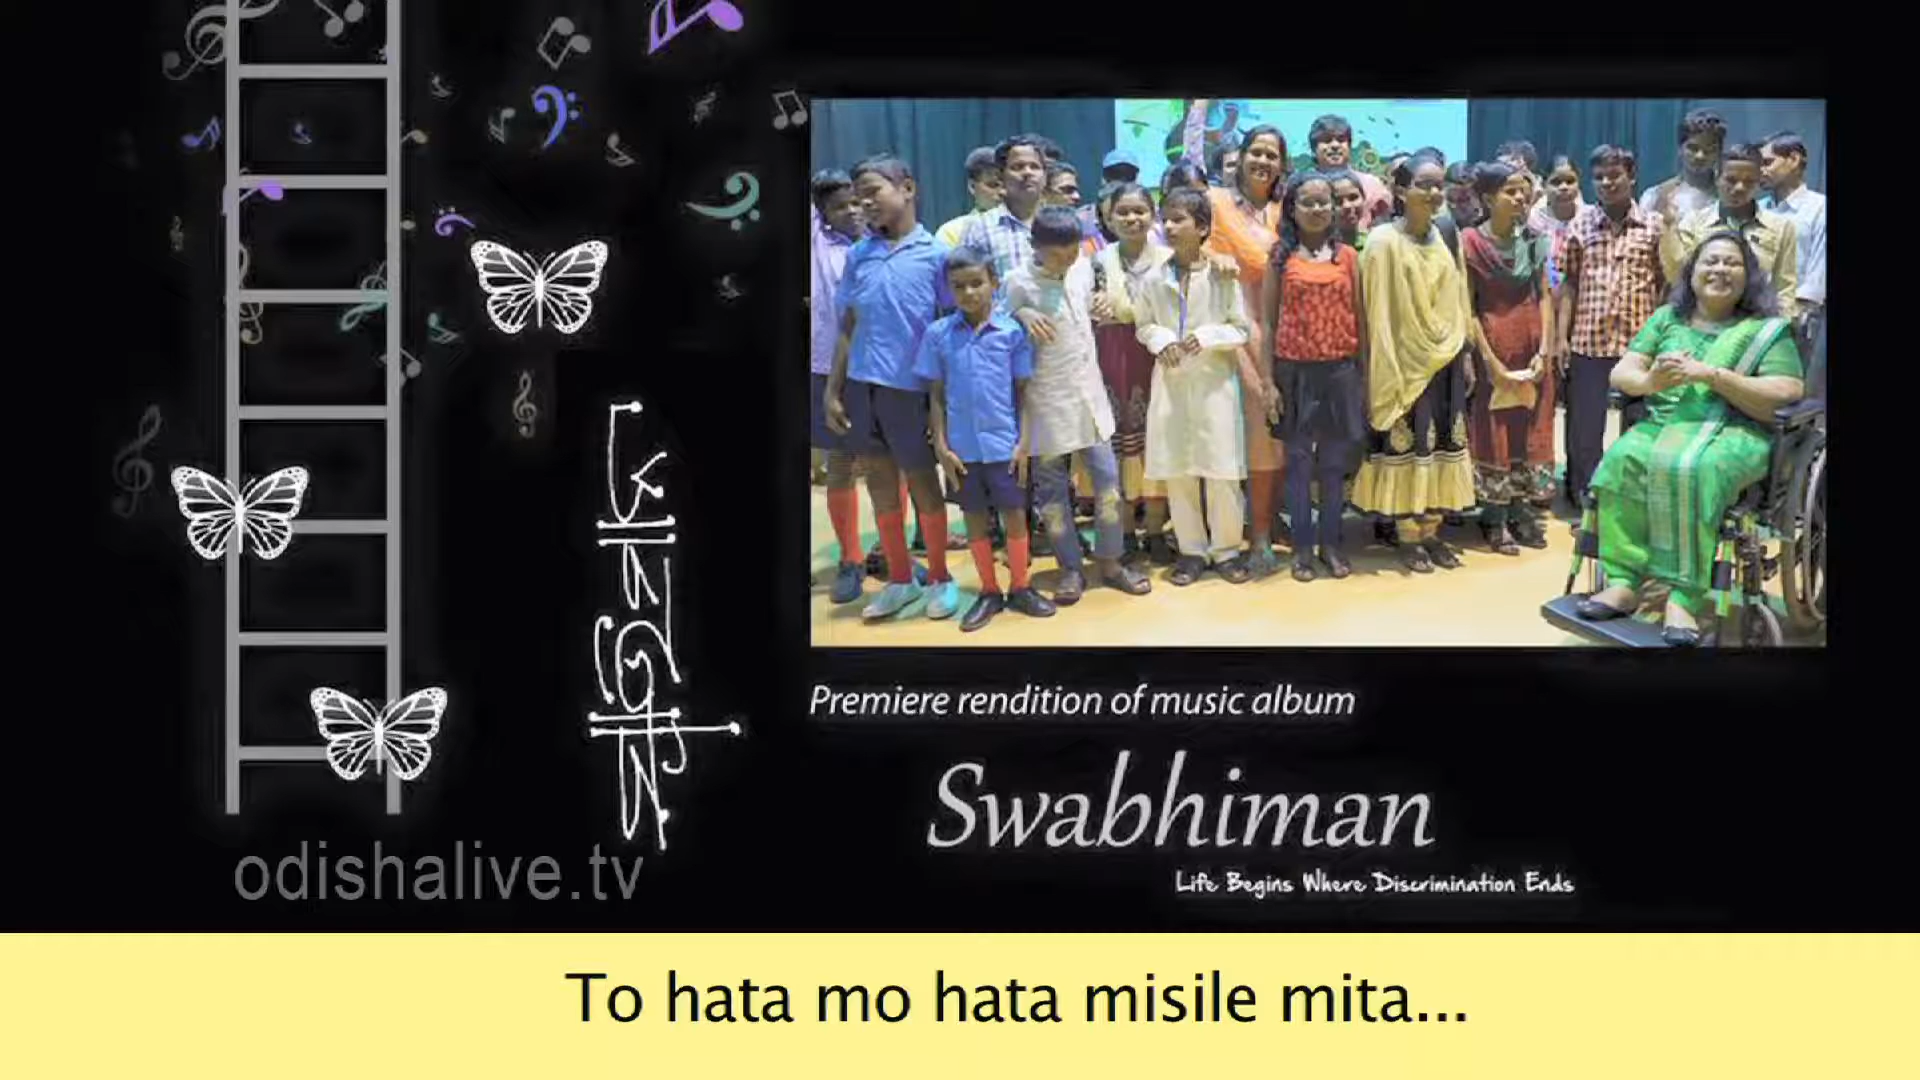 Premiere rendition of music album
Swabhiman
Life Begins Where Discrimination Ends
odishalive.tv
To hata mo hata misile mita...